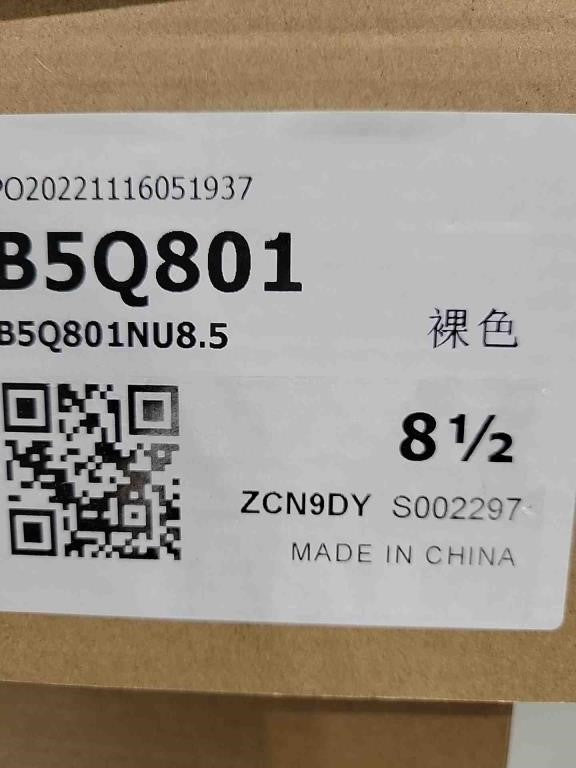 PO20221116051937
B5Q801
B5Q801NU8.5
裸色
8½
ZCN9DY S002297
MADE IN CHINA